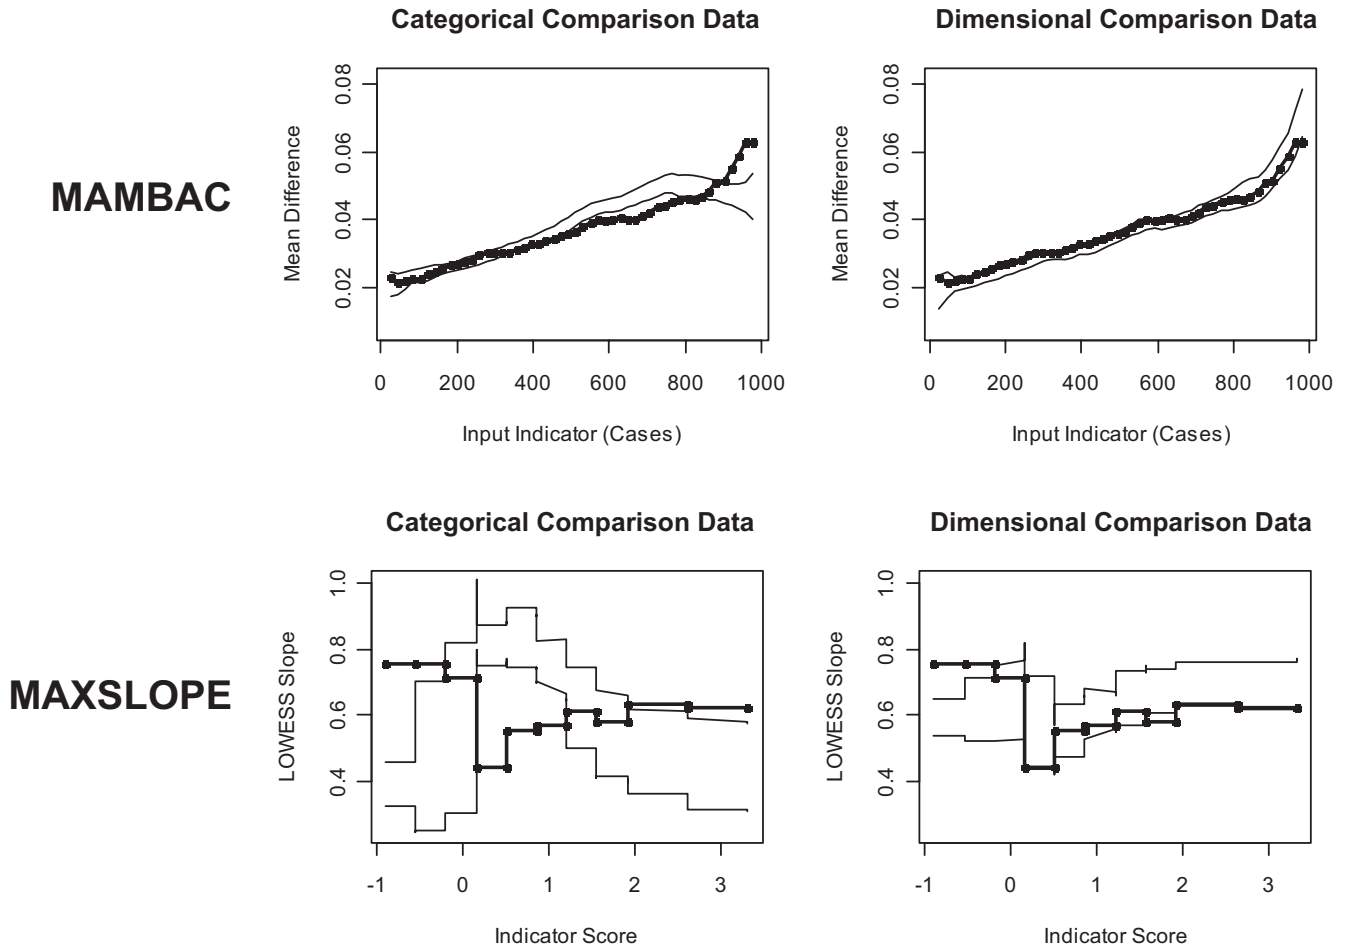 Categorical Comparison Data
Dimensional Comparison Data
MAMBAC
Mean Difference
0.02 0.04 0.06 0.08
0 200 400 600 800 1000
Input Indicator (Cases)
Mean Difference
0.02 0.04 0.06 0.08
0 200 400 600 800 1000
Input Indicator (Cases)
Categorical Comparison Data
Dimensional Comparison Data
MAXSLOPE
LOWESS Slope
0.4 0.6 0.8 1.0
-1 0 1 2 3
Indicator Score
LOWESS Slope
0.4 0.6 0.8 1.0
-1 0 1 2 3
Indicator Score